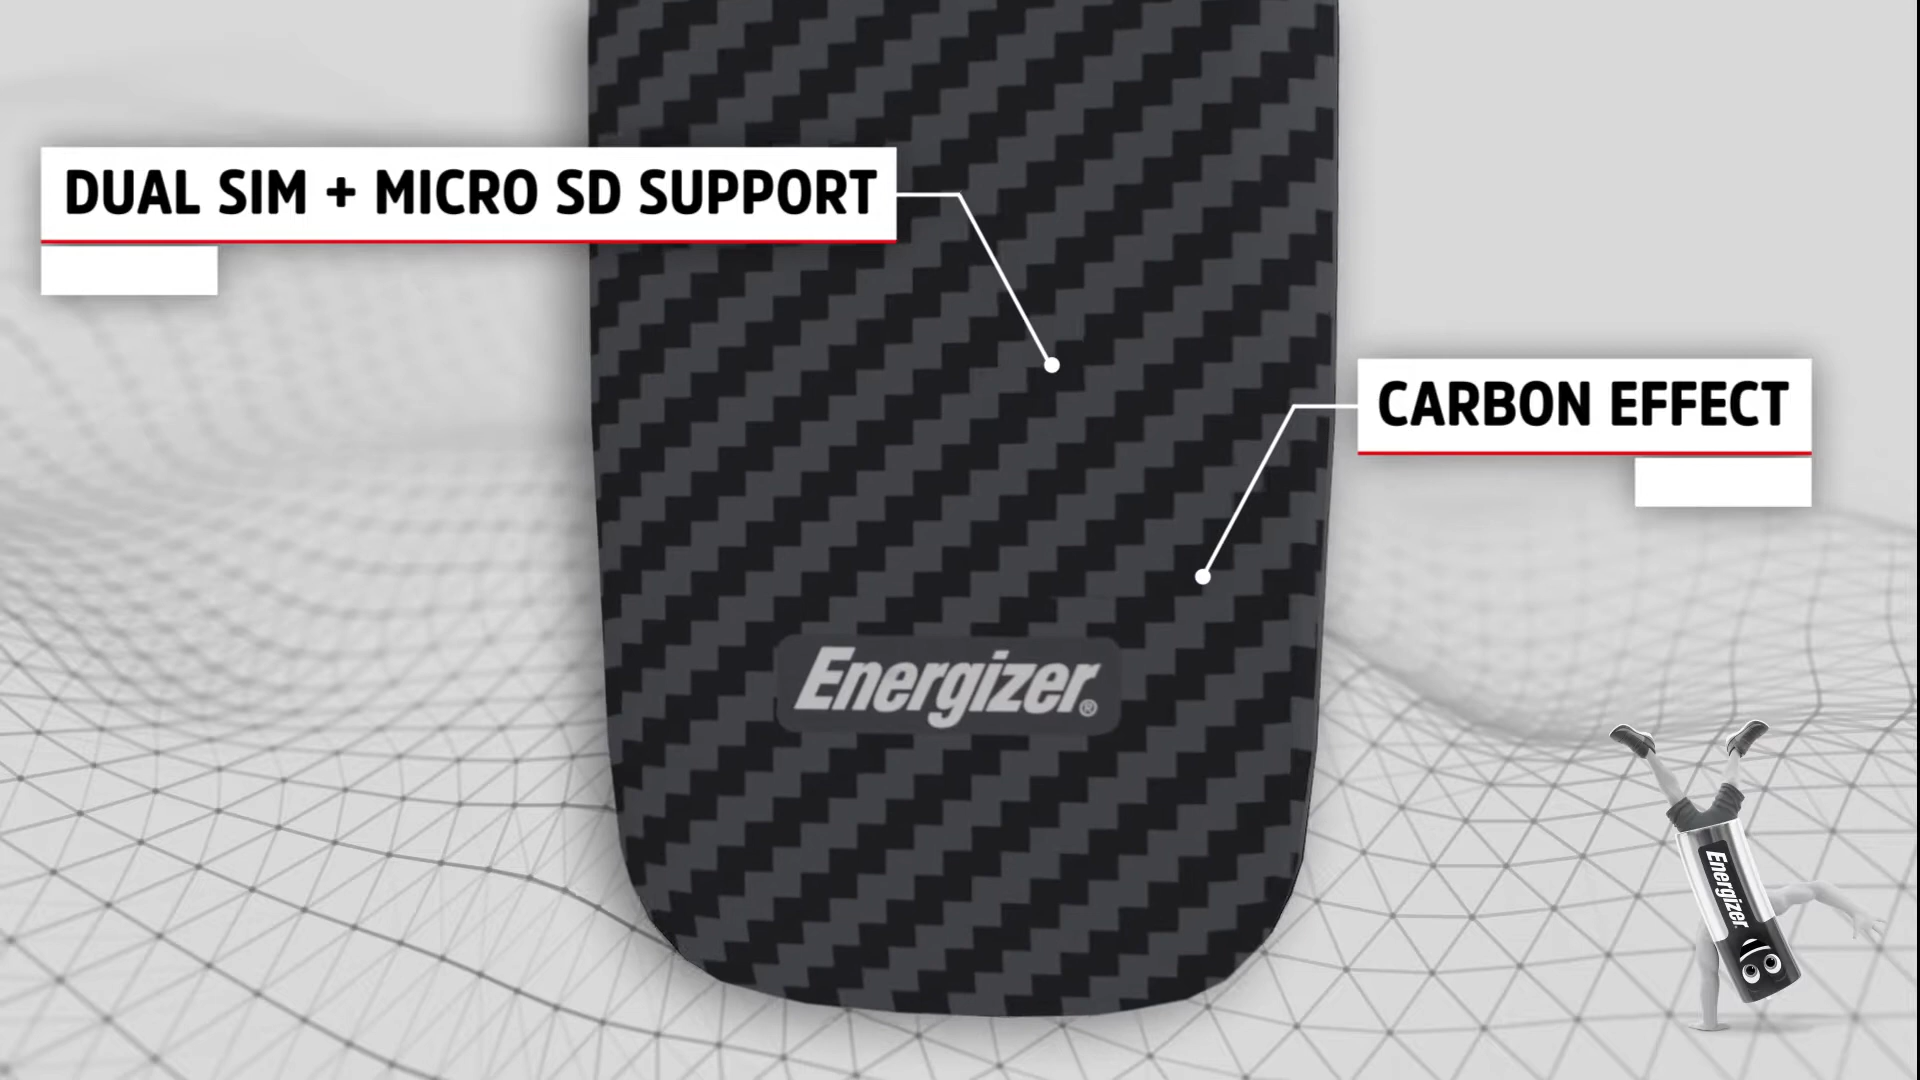 DUAL SIM + MICRO SD SUPPORT
CARBON EFFECT
Energizer®
Energizer